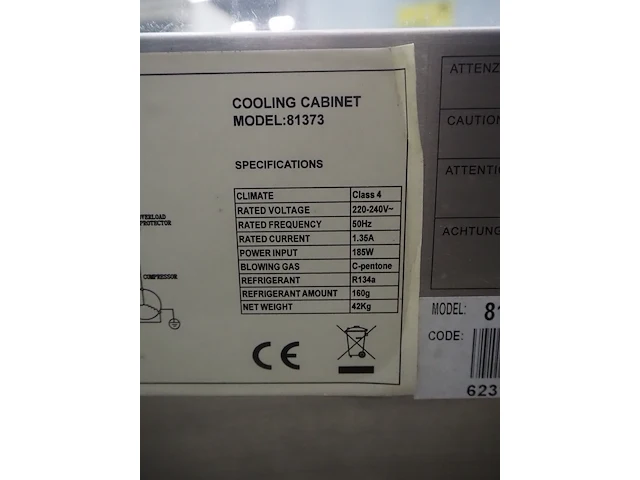 COOLING CABINET
MODEL:81373
SPECIFICATIONS
CLIMATE Class 4
RATED VOLTAGE 220-240V~
RATED FREQUENCY 50Hz
RATED CURRENT 1.35A
POWER INPUT 185W
BLOWING GAS C-pentone
REFRIGERANT R134a
REFRIGERANT AMOUNT 160g
NET WEIGHT 42Kg
CE
PROTECTOR
COMPRESSOR
CAUTION
ACHTUNG
MODEL: 81
CODE:
623